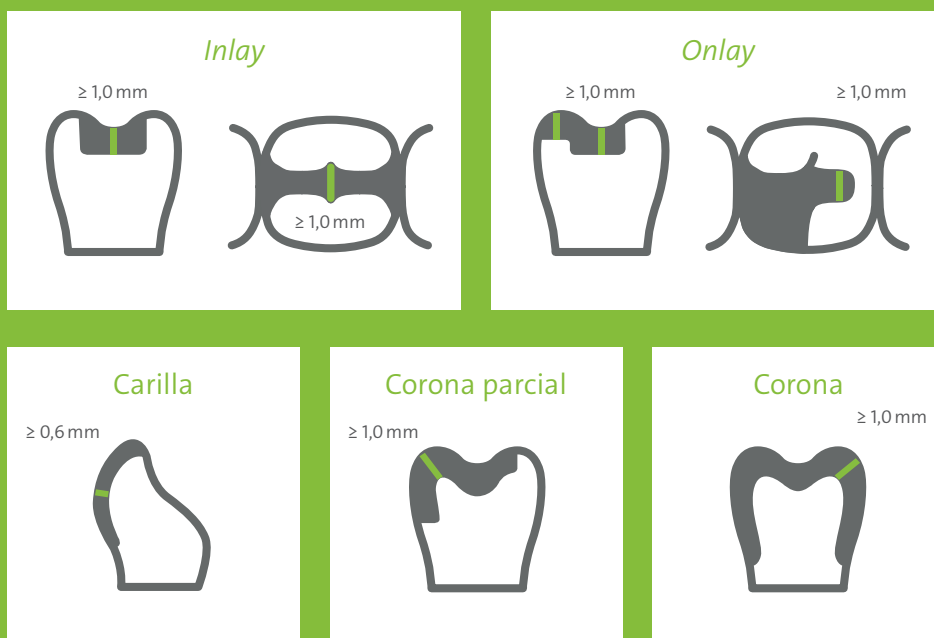 Inlay
≥ 1,0 mm
≥ 1,0 mm
Onlay
≥ 1,0 mm
≥ 1,0 mm
Carilla
≥ 0,6 mm
Corona parcial
≥ 1,0 mm
Corona
≥ 1,0 mm